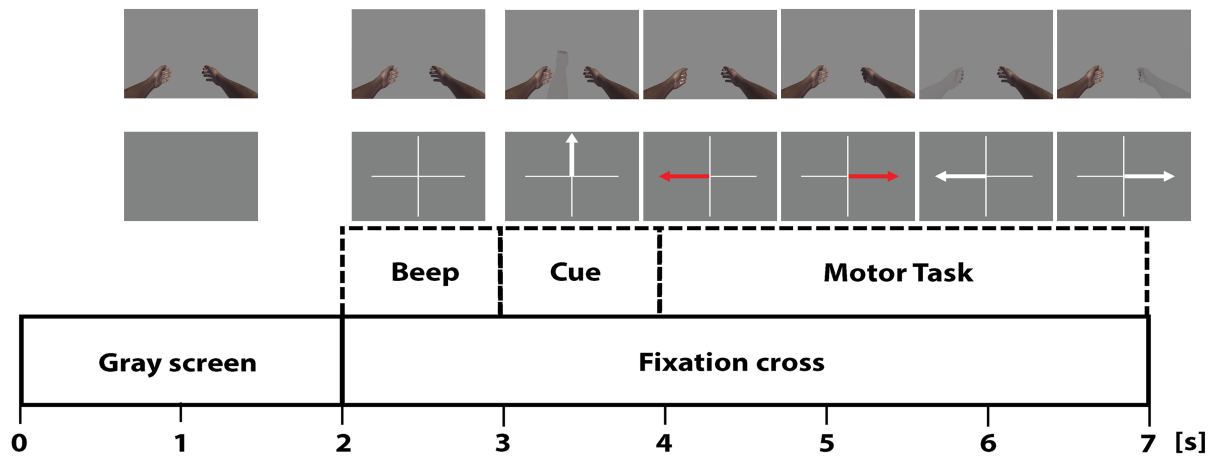 Beep Cue Motor Task
Gray screen Fixation cross
0 1 2 3 4 5 6 7 [s]